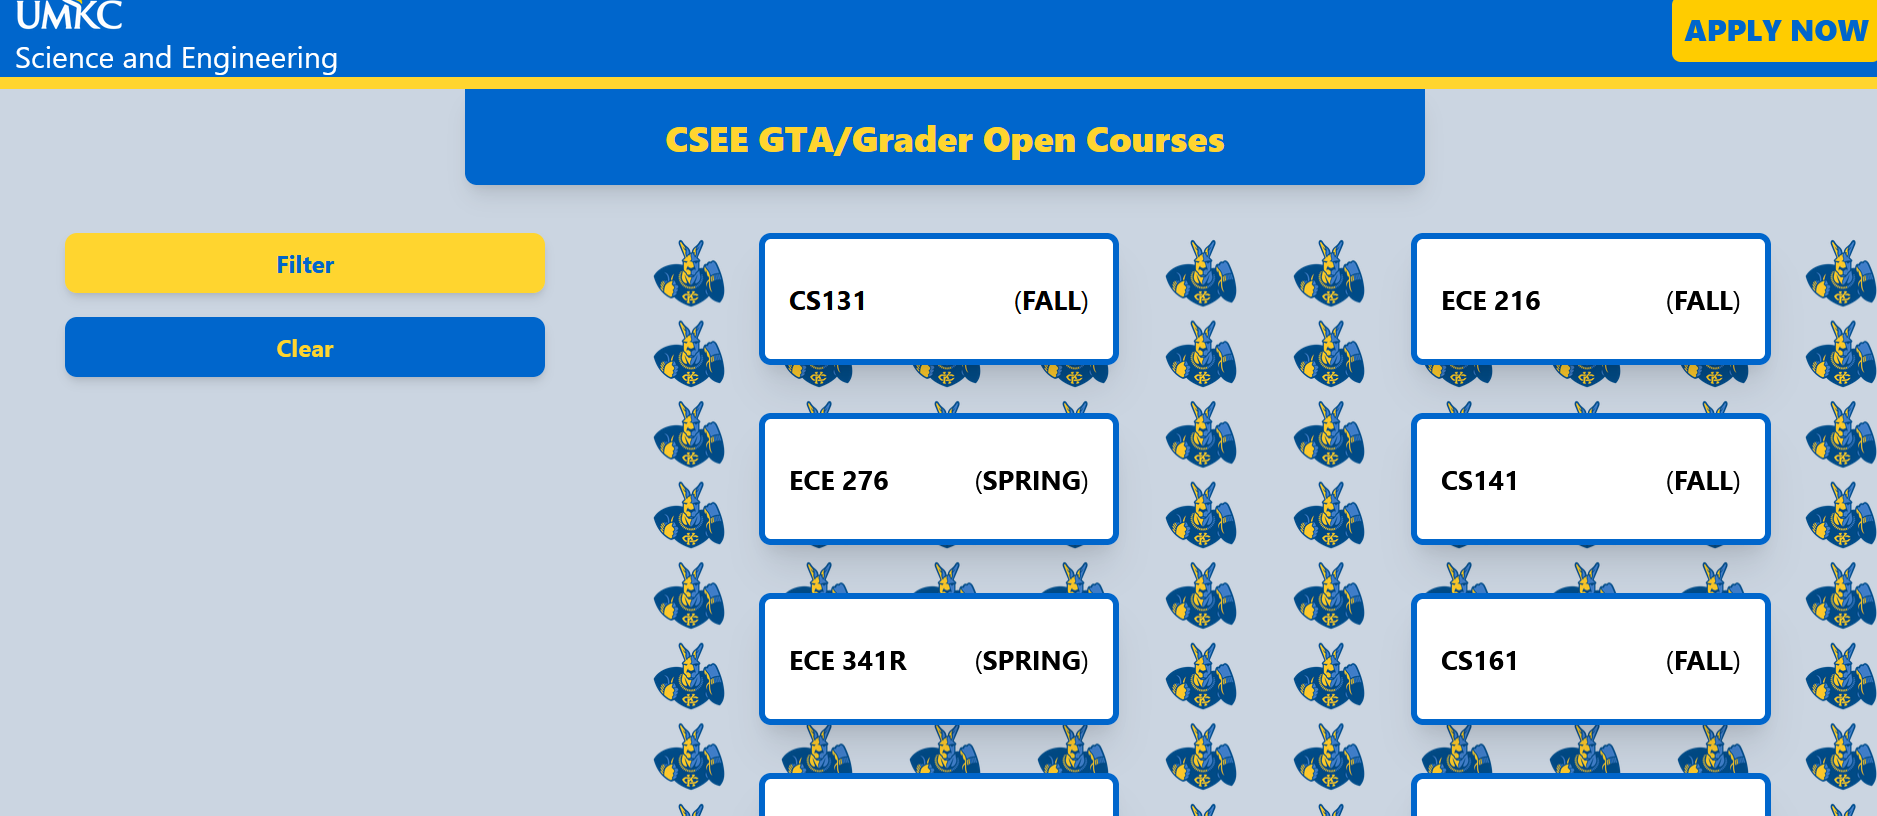 UMKC
Science and Engineering
APPLY NOW
CSEE GTA/Grader Open Courses
Filter
Clear
CS131 (FALL)
ECE 216 (FALL)
ECE 276 (SPRING)
CS141 (FALL)
ECE 341R (SPRING)
CS161 (FALL)